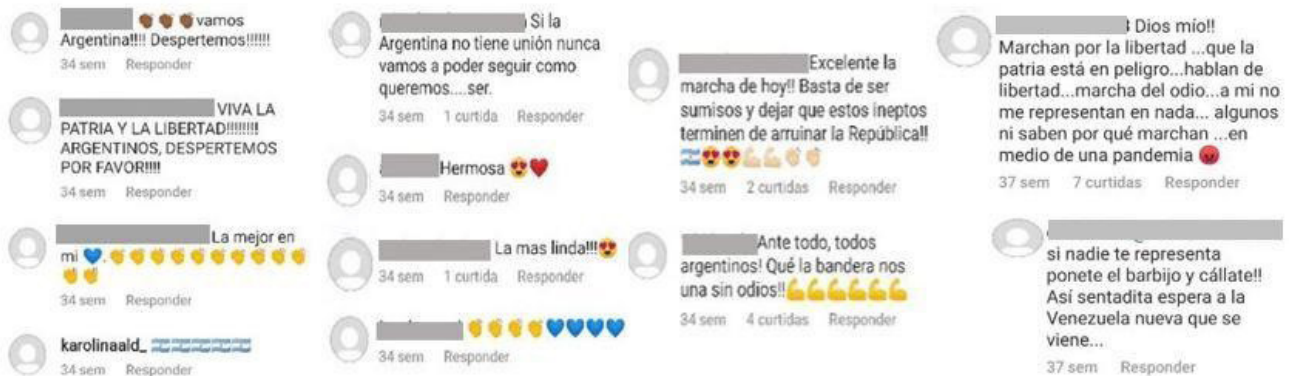 👏🏾👏🏾👏🏾vamos
Argentina!!!! Despertemos!!!!!!
34 sem Responder
VIVA LA
PATRIA Y LA LIBERTAD!!!!!!!!
ARGENTINOS, DESPERTEMOS
POR FAVOR!!!!!
34 sem Responder
La mejor en
mi 💙.👏👏👏👏👏👏👏👏👏👏
👏👏
34 sem Responder
karolinaald_ 🇦🇷🇦🇷🇦🇷🇦🇷🇦🇷
34 sem Responder
Si la
Argentina no tiene unión nunca
vamos a poder seguir como
queremos....ser.
34 sem 1 curtida Responder
Hermosa 😍❤️
34 sem Responder
La mas linda!!!😍
34 sem 1 curtida Responder
👏👏👏👏💙💙💙💙
34 sem Responder
Excelente la
marcha de hoy!! Basta de ser
sumisos y dejar que estos ineptos
terminen de arruinar la República!!
🇦🇷😍😍💪🏻💪🏻👏🏻👏🏻
34 sem 2 curtidas Responder
Ante todo, todos
argentinos! Qué la bandera nos
una sin odios!!💪💪💪💪💪💪
34 sem 4 curtidas Responder
Dios mío!!
Marchan por la libertad ...que la
patria está en peligro...hablan de
libertad...marcha del odio...a mi no
me representan en nada... algunos
ni saben por qué marchan ...en
medio de una pandemia 😡
37 sem 7 curtidas Responder
si nadie te representa
ponete el barbijo y cállate!!
Así sentadita espera a la
Venezuela nueva que se
viene...
37 sem Responder